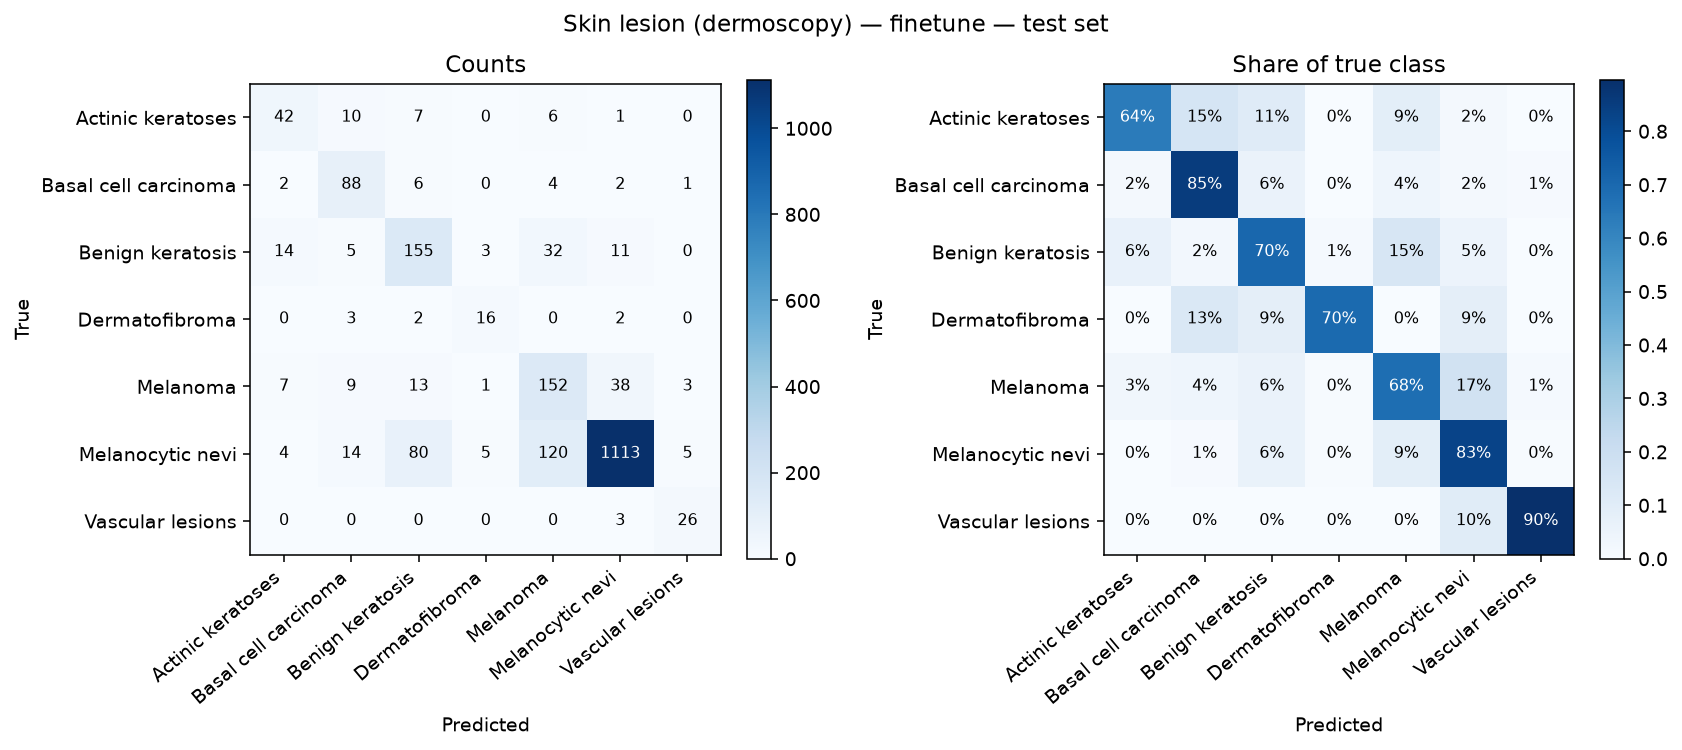 Skin lesion (dermoscopy) — finetune — test set
Counts
True
Actinic keratoses 42 10 7 0 6 1 0
Basal cell carcinoma 2 88 6 0 4 2 1
Benign keratosis 14 5 155 3 32 11 0
Dermatofibroma 0 3 2 16 0 2 0
Melanoma 7 9 13 1 152 38 3
Melanocytic nevi 4 14 80 5 120 1113 5
Vascular lesions 0 0 0 0 0 3 26
Actinic keratoses
Basal cell carcinoma
Benign keratosis
Dermatofibroma
Melanoma
Melanocytic nevi
Vascular lesions
Predicted
1000
800
600
400
200
0
Share of true class
True
Actinic keratoses 64% 15% 11% 0% 9% 2% 0%
Basal cell carcinoma 2% 85% 6% 0% 4% 2% 1%
Benign keratosis 6% 2% 70% 1% 15% 5% 0%
Dermatofibroma 0% 13% 9% 70% 0% 9% 0%
Melanoma 3% 4% 6% 0% 68% 17% 1%
Melanocytic nevi 0% 1% 6% 0% 9% 83% 0%
Vascular lesions 0% 0% 0% 0% 0% 10% 90%
Actinic keratoses
Basal cell carcinoma
Benign keratosis
Dermatofibroma
Melanoma
Melanocytic nevi
Vascular lesions
Predicted
0.8
0.7
0.6
0.5
0.4
0.3
0.2
0.1
0.0